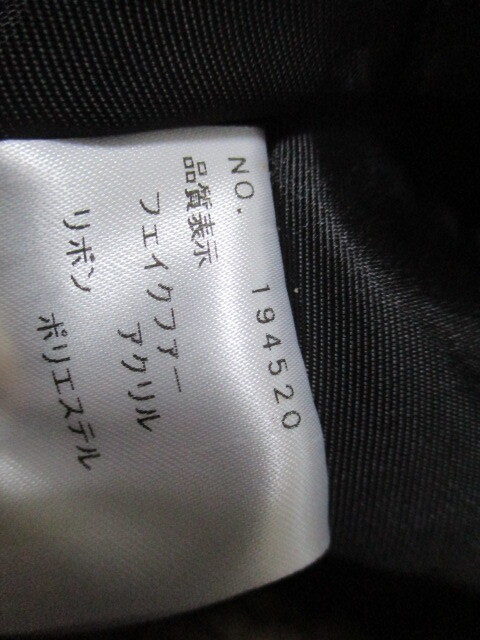 NO. 194520
品質表示
フェイクファー
アクリル
リボン
ポリエステル